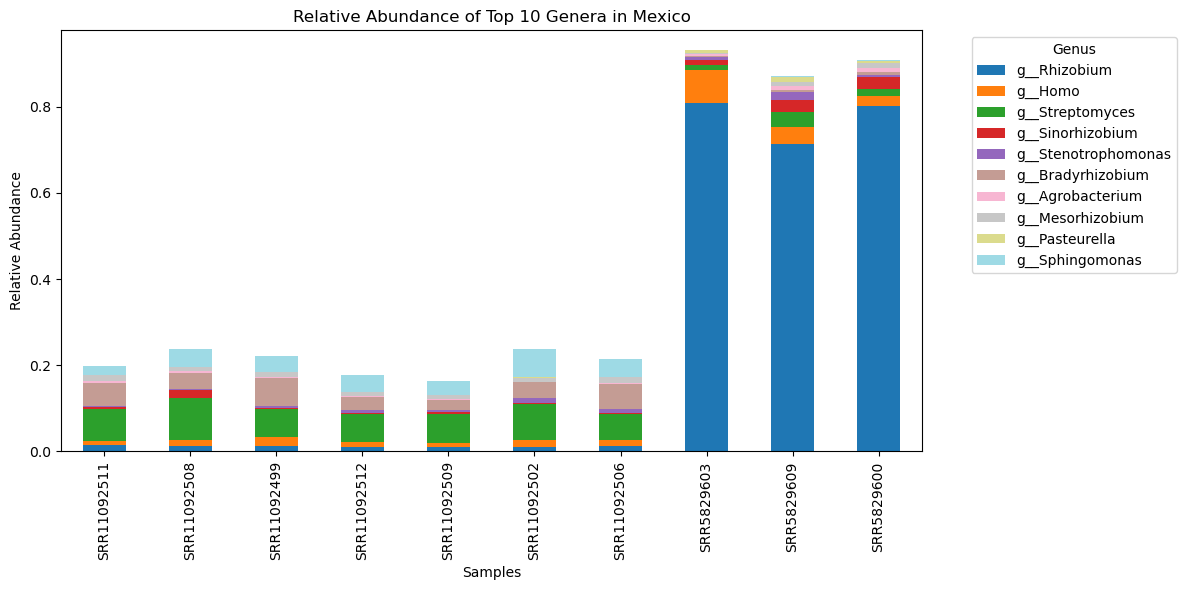 Relative Abundance of Top 10 Genera in Mexico
Relative Abundance
0.8
0.6
0.4
0.2
0.0
SRR11092511
SRR11092508
SRR11092499
SRR11092512
SRR11092509
SRR11092502
SRR11092506
SRR5829603
SRR5829609
SRR5829600
Samples
Genus
g__Rhizobium
g__Homo
g__Streptomyces
g__Sinorhizobium
g__Stenotrophomonas
g__Bradyrhizobium
g__Agrobacterium
g__Mesorhizobium
g__Pasteurella
g__Sphingomonas